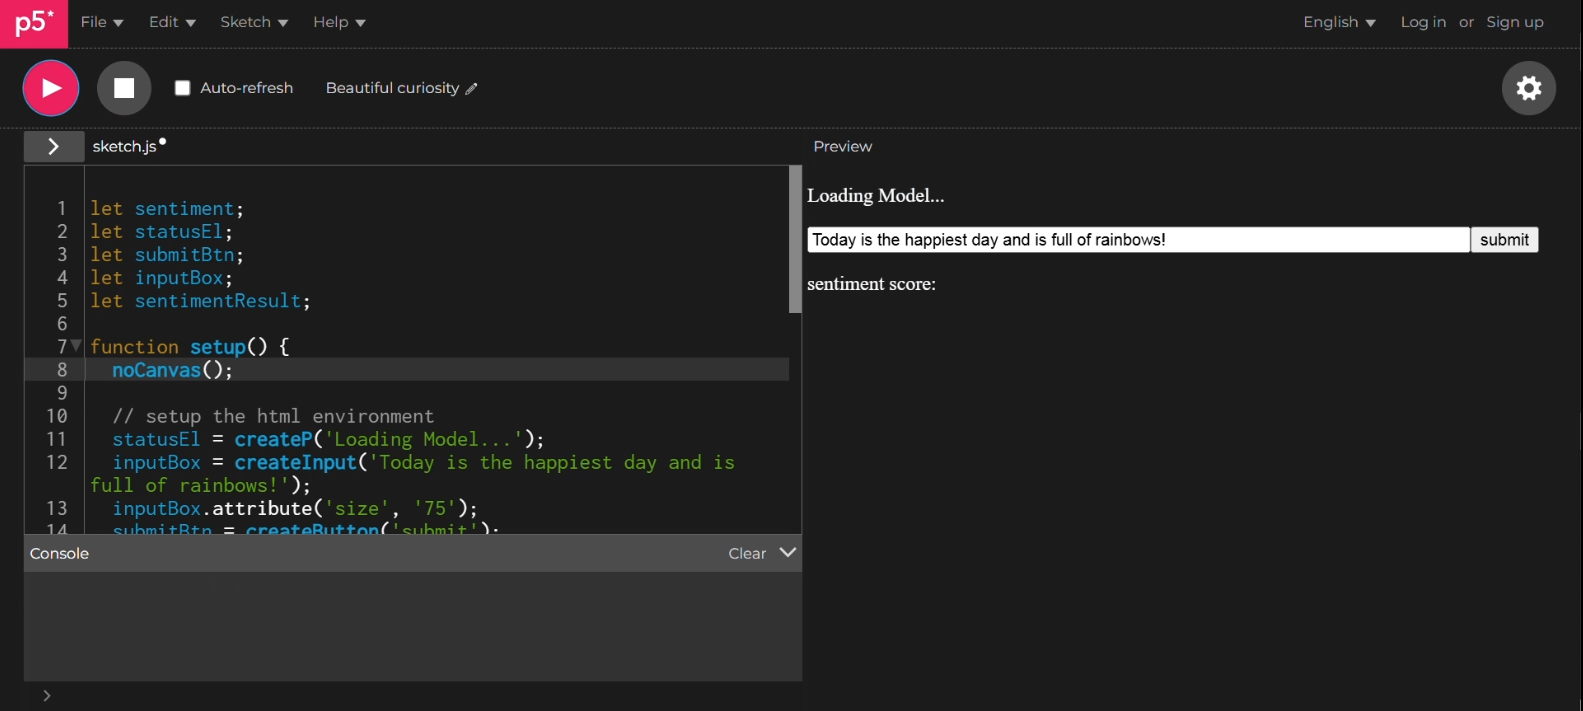 p5* File Edit Sketch Help English Log in or Sign up
Auto-refresh Beautiful curiosity
sketch.js
Preview
1 let sentiment;
2 let statusEl;
3 let submitBtn;
4 let inputBox;
5 let sentimentResult;
6
7 function setup() {
8 noCanvas();
9
10 // setup the html environment
11 statusEl = createP('Loading Model...');
12 inputBox = createInput('Today is the happiest day and is
full of rainbows!');
13 inputBox.attribute('size', '75');
14 submitBtn = createButton('submit');
Console Clear
>
Loading Model...
Today is the happiest day and is full of rainbows! submit
sentiment score: